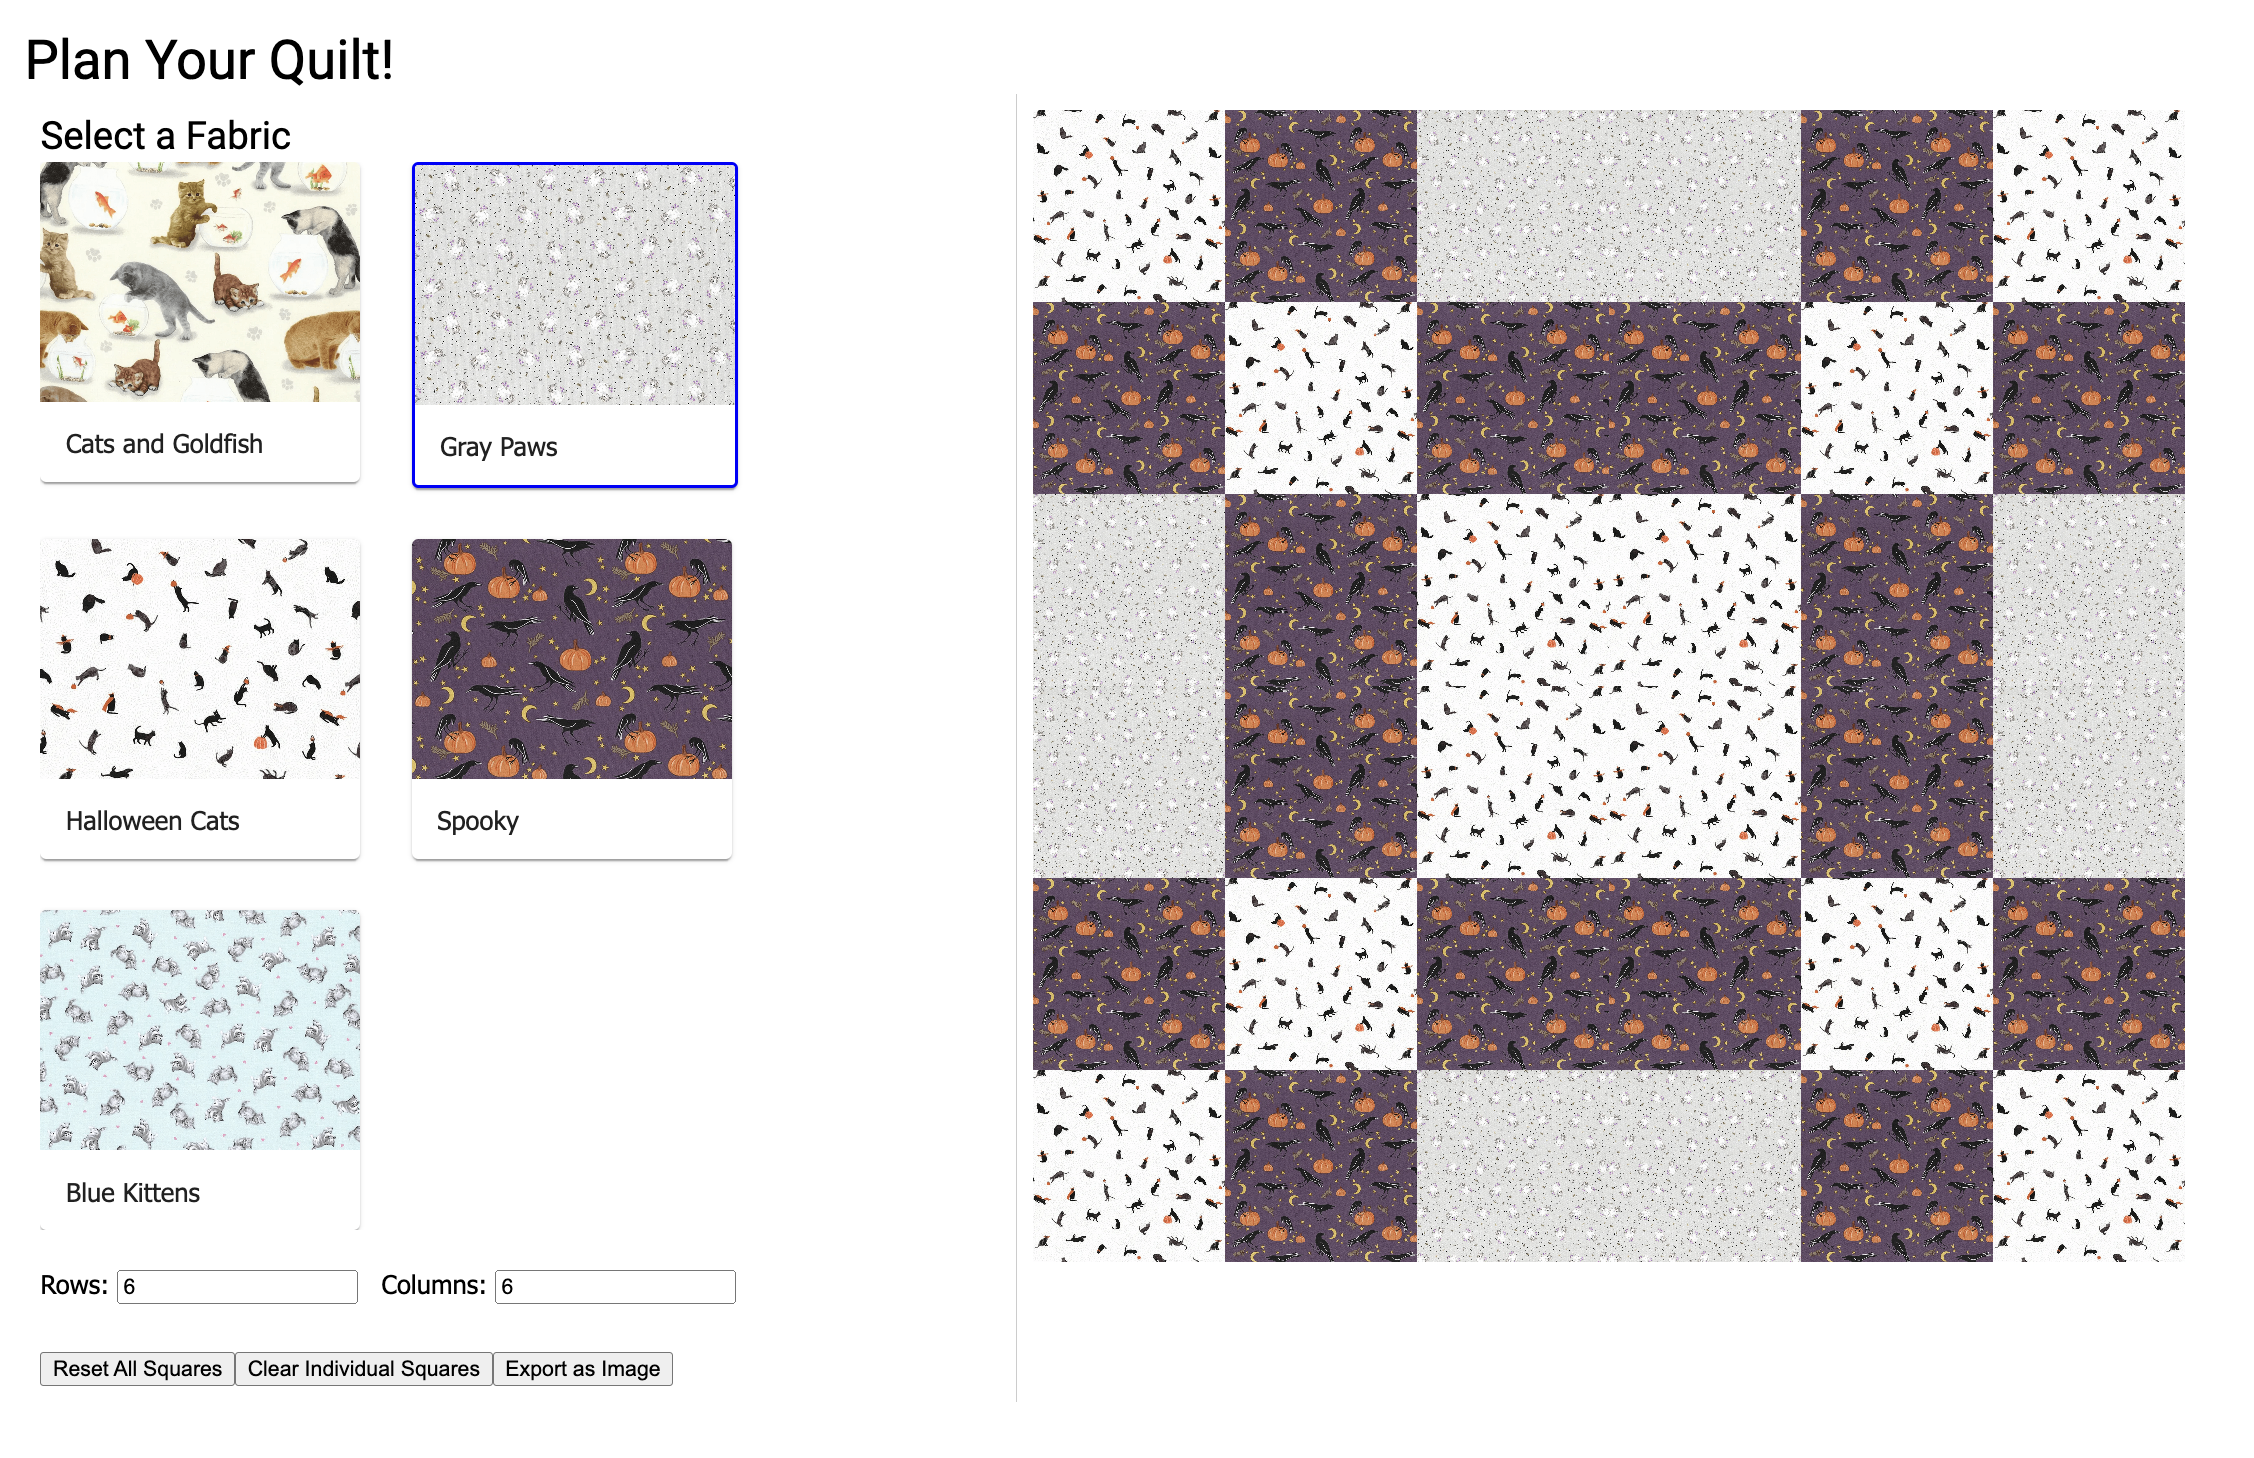 Plan Your Quilt!
Select a Fabric
Cats and Goldfish
Gray Paws
Halloween Cats
Spooky
Blue Kittens
Rows: 6 Columns: 6
Reset All Squares Clear Individual Squares Export as Image